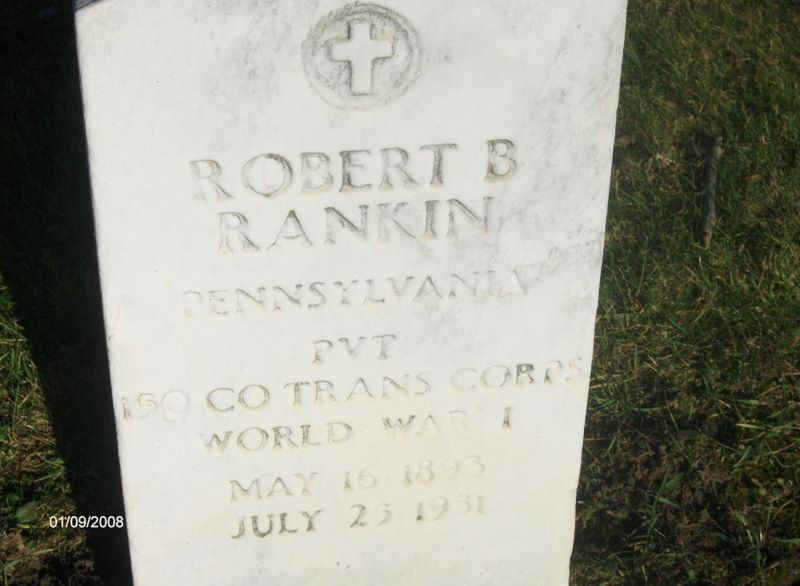 ROBERT B
RANKIN
PENNSYLVANIA
PVT
150 CO TRANS CORPS
WORLD WAR I
MAY 16 1893
JULY 23 1951
01/09/2008